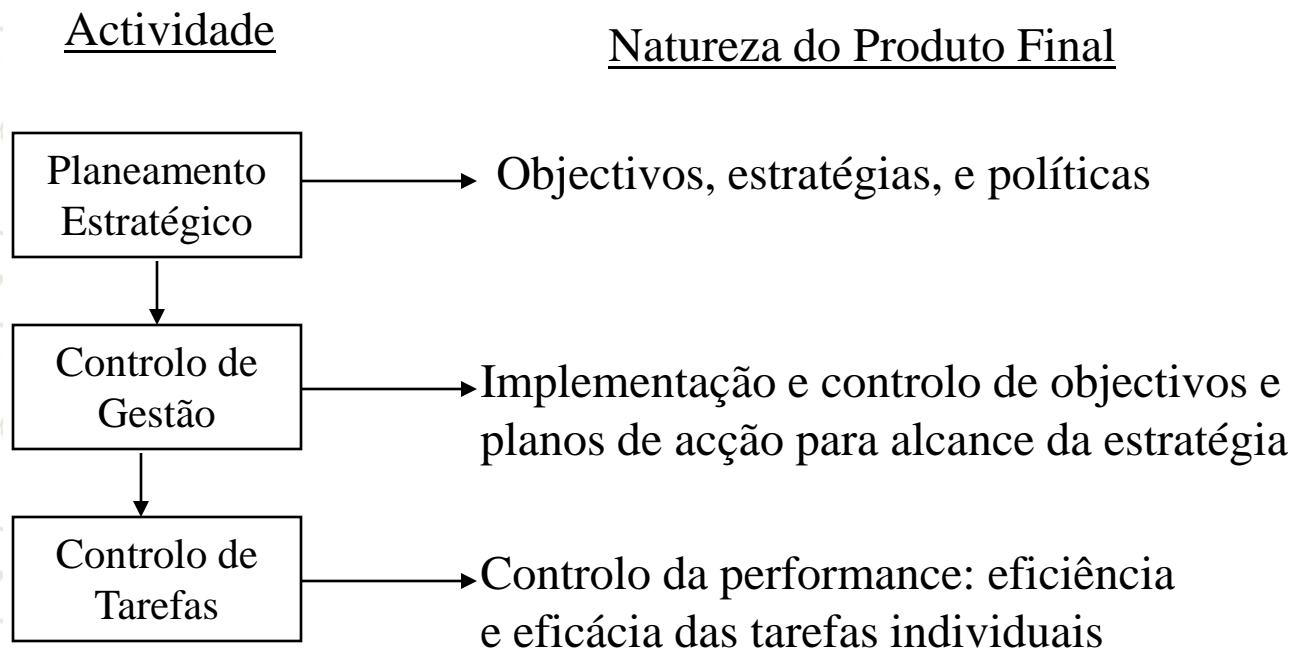 Actividade
Natureza do Produto Final
Planeamento
Estratégico
Objectivos, estratégias, e políticas
Controlo de
Gestão
Implementação e controlo de objectivos e
planos de acção para alcance da estratégia
Controlo de
Tarefas
Controlo da performance: eficiência
e eficácia das tarefas individuais